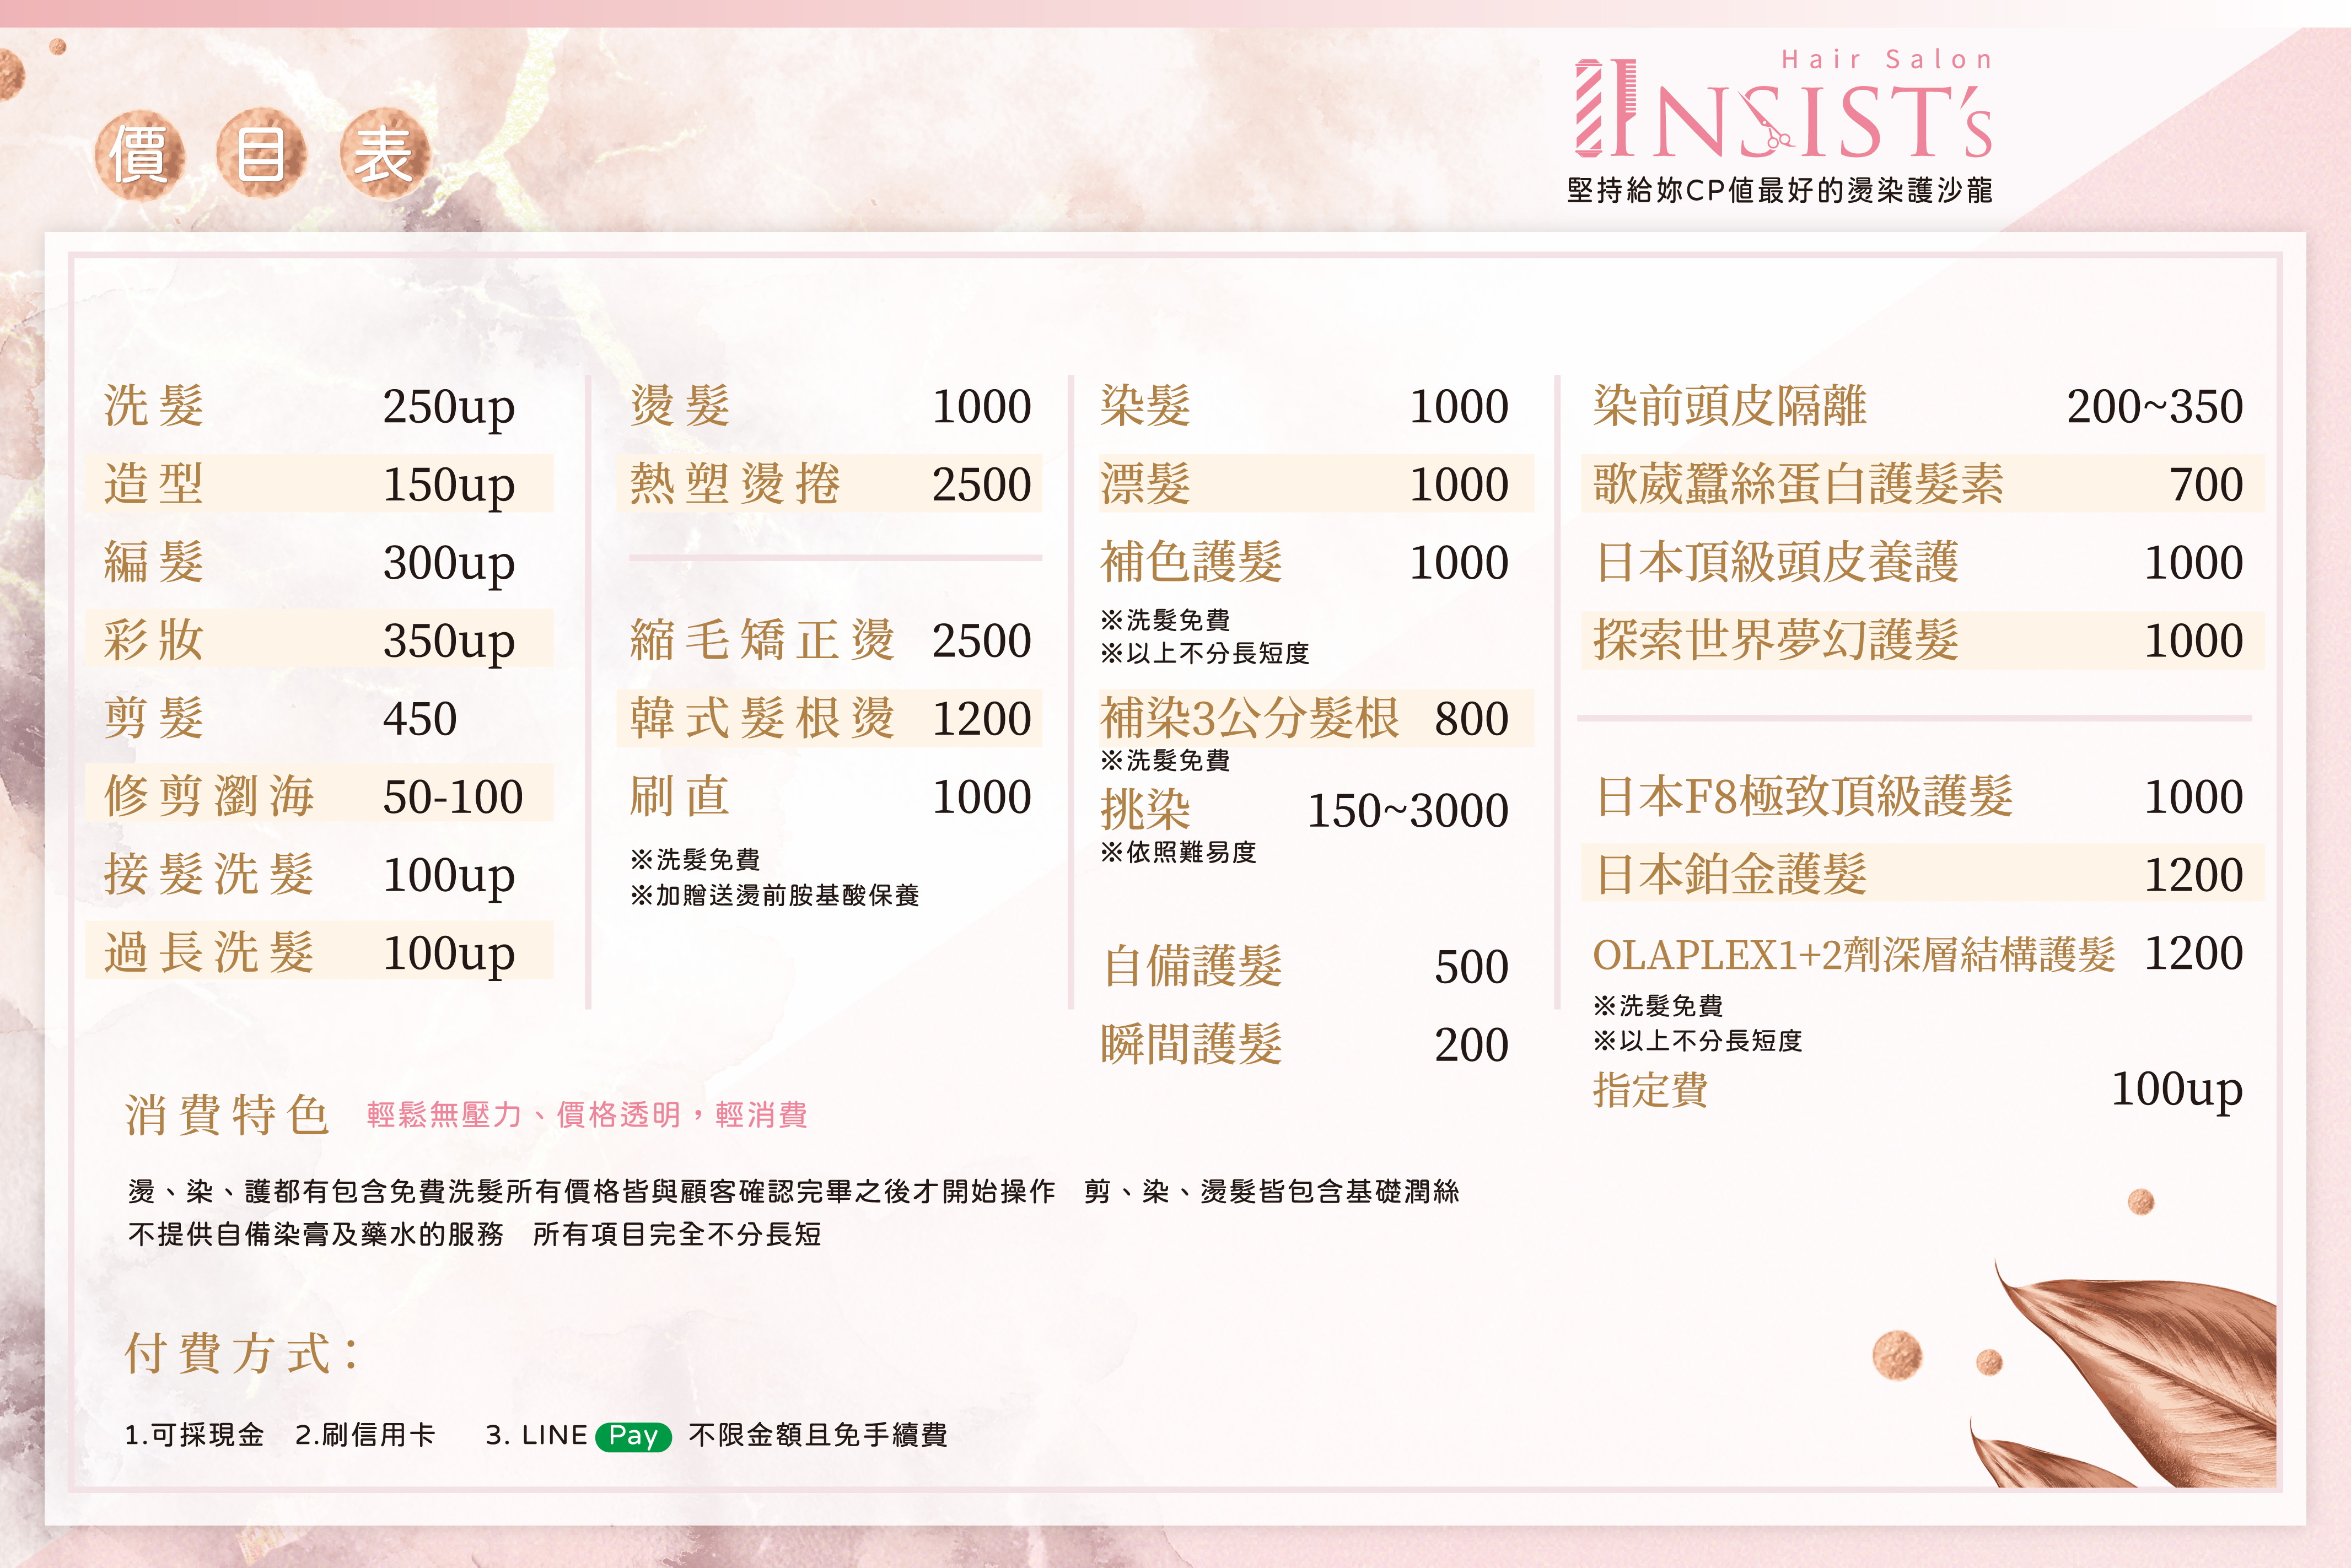 價目表
Hair Salon
INSIST's
堅持給妳CP値最好的燙染護沙龍
洗髮 250up
造型 150up
編髮 300up
彩妝 350up
剪髮 450
修剪瀏海 50-100
接髮洗髮 100up
過長洗髮 100up
燙髮 1000
熱塑燙捲 2500
縮毛矯正燙 2500
韓式髮根燙 1200
刷直 1000
※洗髮免費
※加贈送燙前胺基酸保養
染髮 1000
漂髮 1000
補色護髮 1000
※洗髮免費
※以上不分長短度
補染3公分髮根 800
※洗髮免費
挑染 150~3000
※依照難易度
自備護髮 500
瞬間護髮 200
染前頭皮隔離 200~350
歌葳蠶絲蛋白護髮素 700
日本頂級頭皮養護 1000
探索世界夢幻護髮 1000
日本F8極致頂級護髮 1000
日本鉑金護髮 1200
OLAPLEX1+2劑深層結構護髮 1200
※洗髮免費
※以上不分長短度
指定費 100up
消費特色 輕鬆無壓力、價格透明，輕消費
燙、染、護都有包含免費洗髮所有價格皆與顧客確認完畢之後才開始操作 剪、染、燙髮皆包含基礎潤絲
不提供自備染膏及藥水的服務 所有項目完全不分長短
付費方式：
1.可採現金 2.刷信用卡 3. LINE Pay 不限金額且免手續費